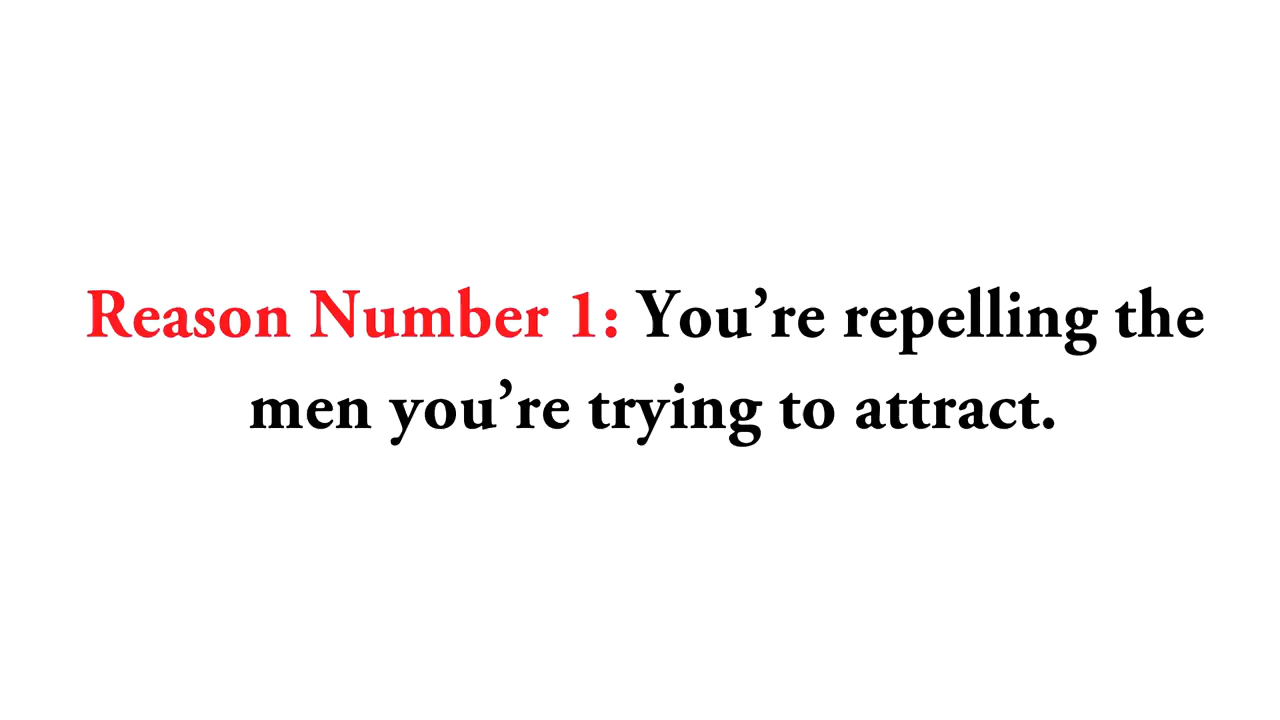 Reason Number 1: You’re repelling the
men you’re trying to attract.